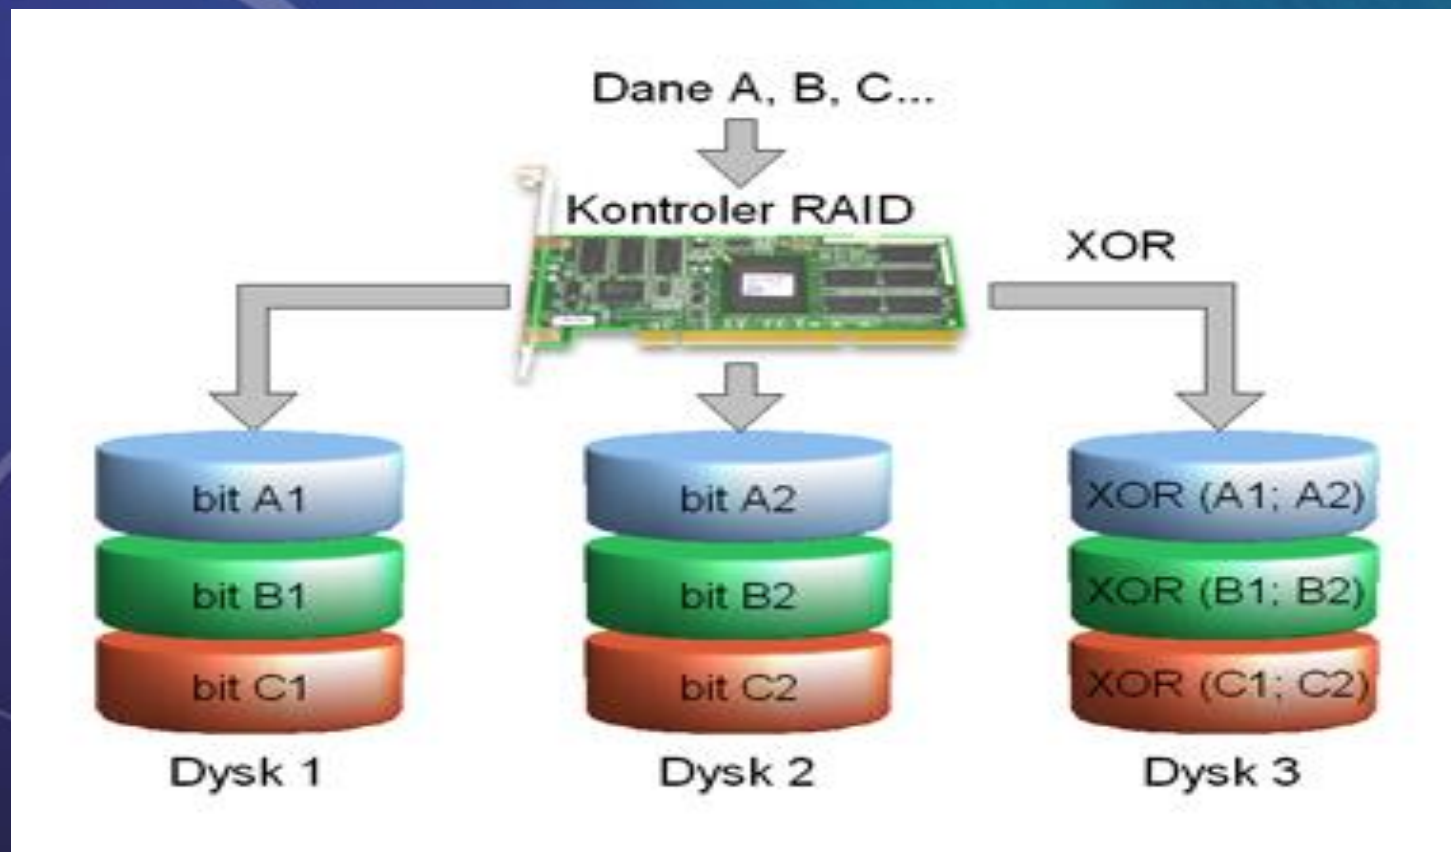 Dane A, B, C...
Kontroler RAID
XOR
bit A1
bit A2
XOR (A1; A2)
bit B1
bit B2
XOR (B1; B2)
bit C1
bit C2
XOR (C1; C2)
Dysk 1
Dysk 2
Dysk 3